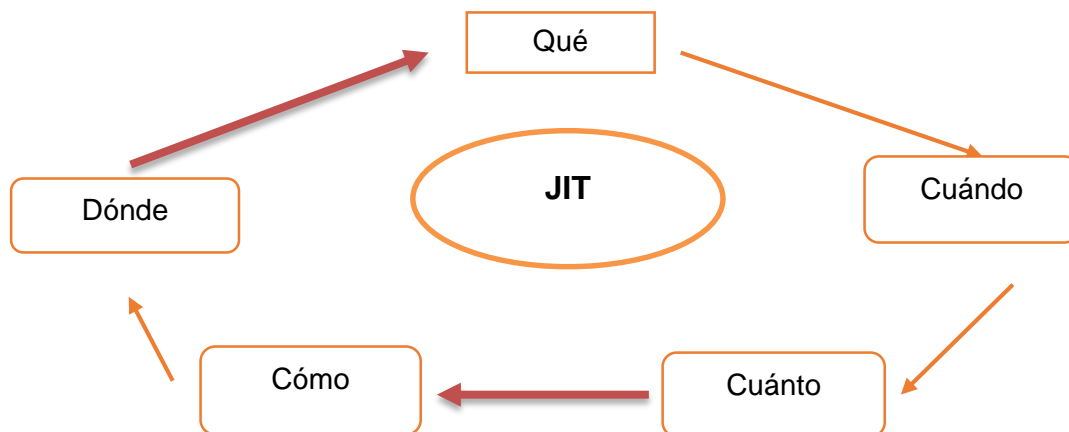 Qué
JIT
Cuándo
Dónde
Cómo
Cuánto